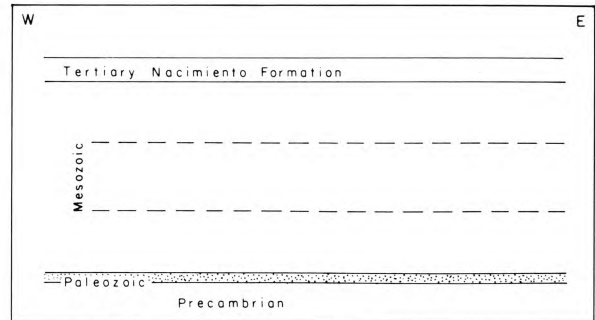 W E
Tertiary Nacimiento Formation
Mesozoic
Paleozoic
Precambrian